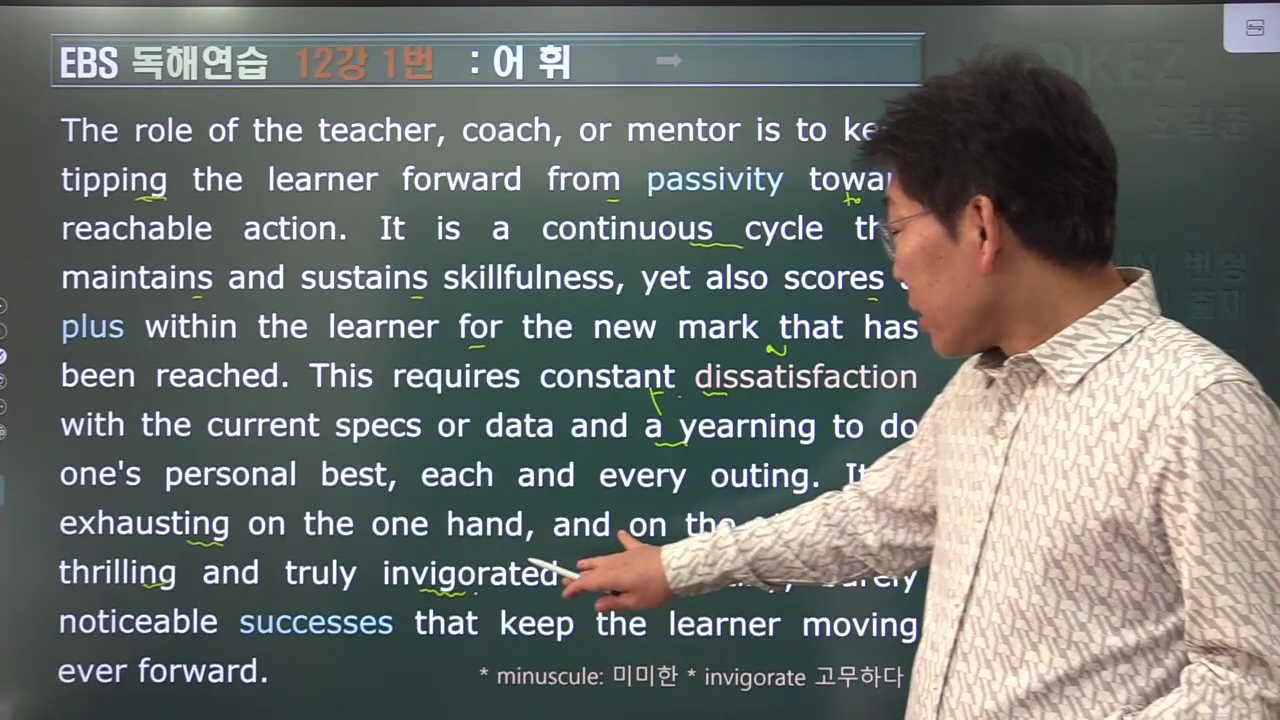 EBS 독해연습 12강 1번 : 어 휘
The role of the teacher, coach, or mentor is to
tipping the learner forward from passivity
reachable action. It is a continuous cycle
maintains and sustains skillfulness, yet also scores
plus within the learner for the new mark that has
been reached. This requires constant dissatisfaction
with the current specs or data and a yearning to do
one's personal best, each and every outing.
exhausting on the one hand, and on the
thrilling and truly invigorated
noticeable successes that keep the learner moving
ever forward.
* minuscule: 미미한 * invigorate 고무하다